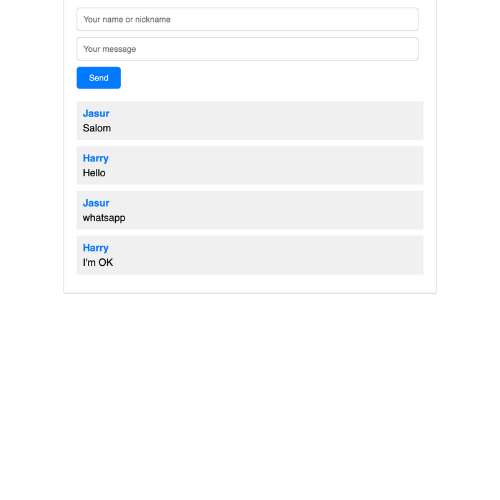 Your name or nickname
Your message
Send
Jasur
Salom
Harry
Hello
Jasur
whatsapp
Harry
I'm OK